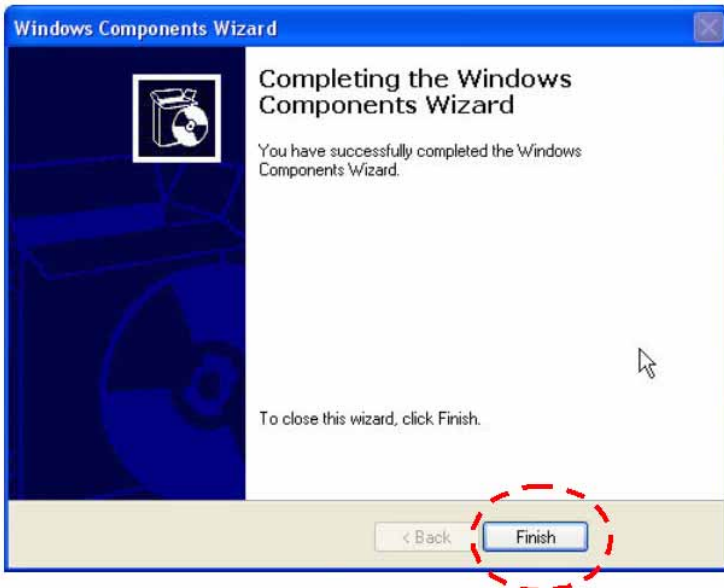 Windows Components Wizard
Completing the Windows
Components Wizard
You have successfully completed the Windows
Components Wizard.
To close this wizard, click Finish.
< Back
Finish